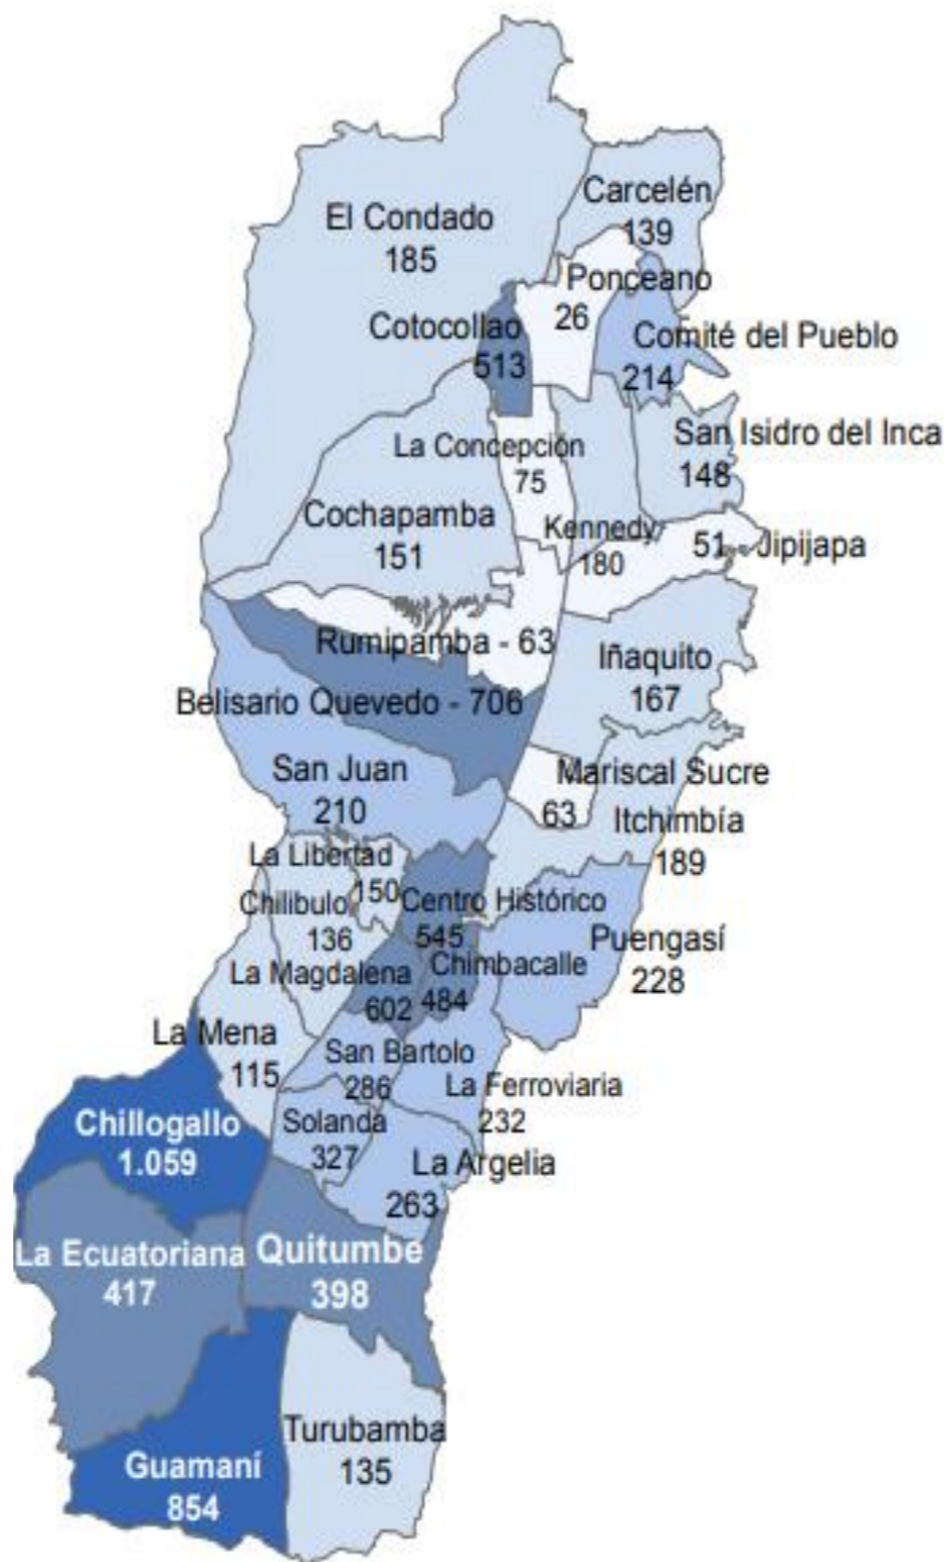 Carcelén
139
El Condado
185
Ponceano
26
Cotocollao
513
Comité del Pueblo
214
San Isidro del Inca
148
La Concepción
75
Cochapamba
151
Kennedy
180
51 - Jipijapa
Rumipamba - 63
Iñaquito
167
Belisario Quevedo - 706
San Juan
210
Mariscal Sucre
63
Itchimbía
189
La Libertad
150
Chilibulo
136
Centro Histórico
545
Puengasí
228
La Magdalena
602
Chimbacalle
484
La Mena
115
San Bartolo
286
La Ferroviaria
232
Chillogallo
1.059
Solanda
327
La Argelia
263
La Ecuatoriana
417
Quitumbe
398
Turubamba
135
Guamaní
854